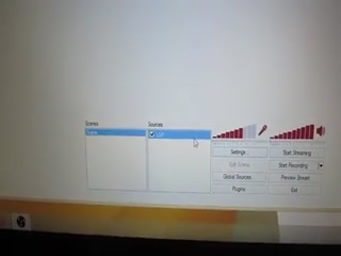 Scenes
Sources
Settings...
Start Streaming
Edit Scene
Start Recording
Global Sources
Preview Stream
Plugins
Exit